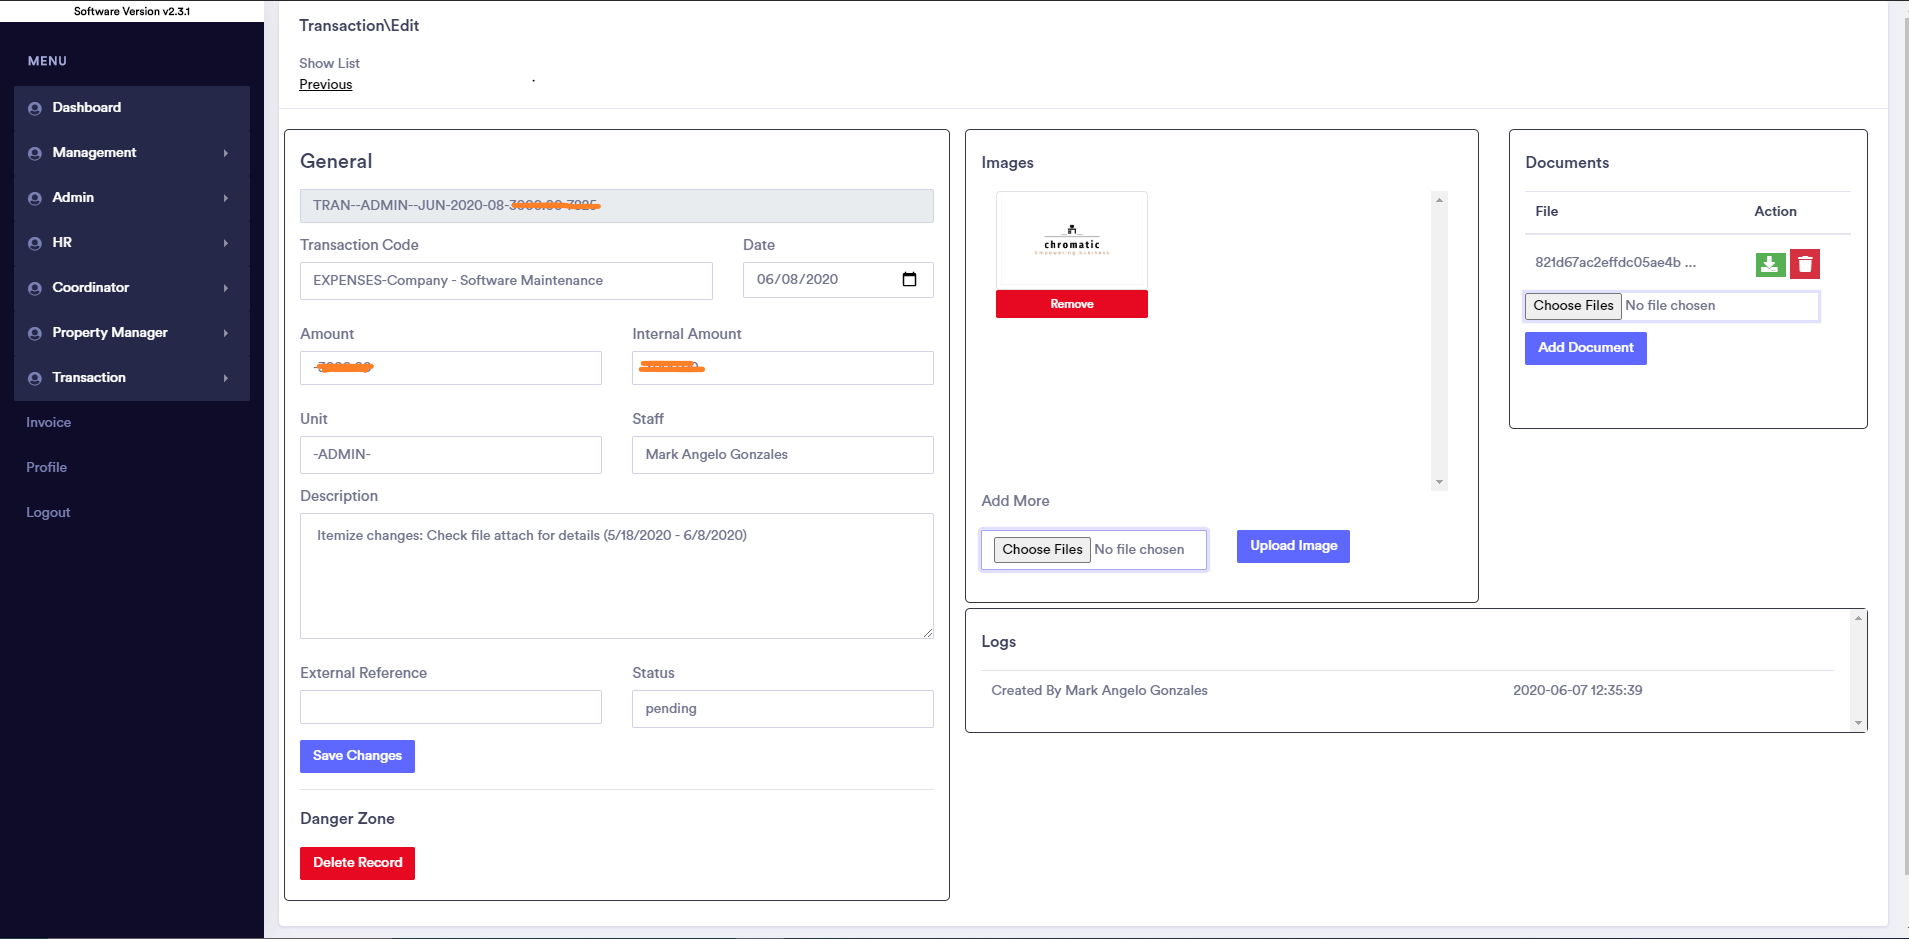 Software Version v2.3.1
MENU
Dashboard
Management
Admin
HR
Coordinator
Property Manager
Transaction
Invoice
Profile
Logout
Transaction\Edit
Show List
Previous
General
TRAN--ADMIN--JUN-2020-08-
Transaction Code
Date
EXPENSES-Company - Software Maintenance
06/08/2020
Amount
Internal Amount
Unit
Staff
-ADMIN-
Mark Angelo Gonzales
Description
Itemize changes: Check file attach for details (5/18/2020 - 6/8/2020)
External Reference
Status
pending
Save Changes
Danger Zone
Delete Record
Images
chromatic
Empowering business
Remove
Add More
Choose Files No file chosen
Upload Image
Documents
File
Action
821d67ac2effdc05ae4b ...
Choose Files No file chosen
Add Document
Logs
Created By Mark Angelo Gonzales
2020-06-07 12:35:39